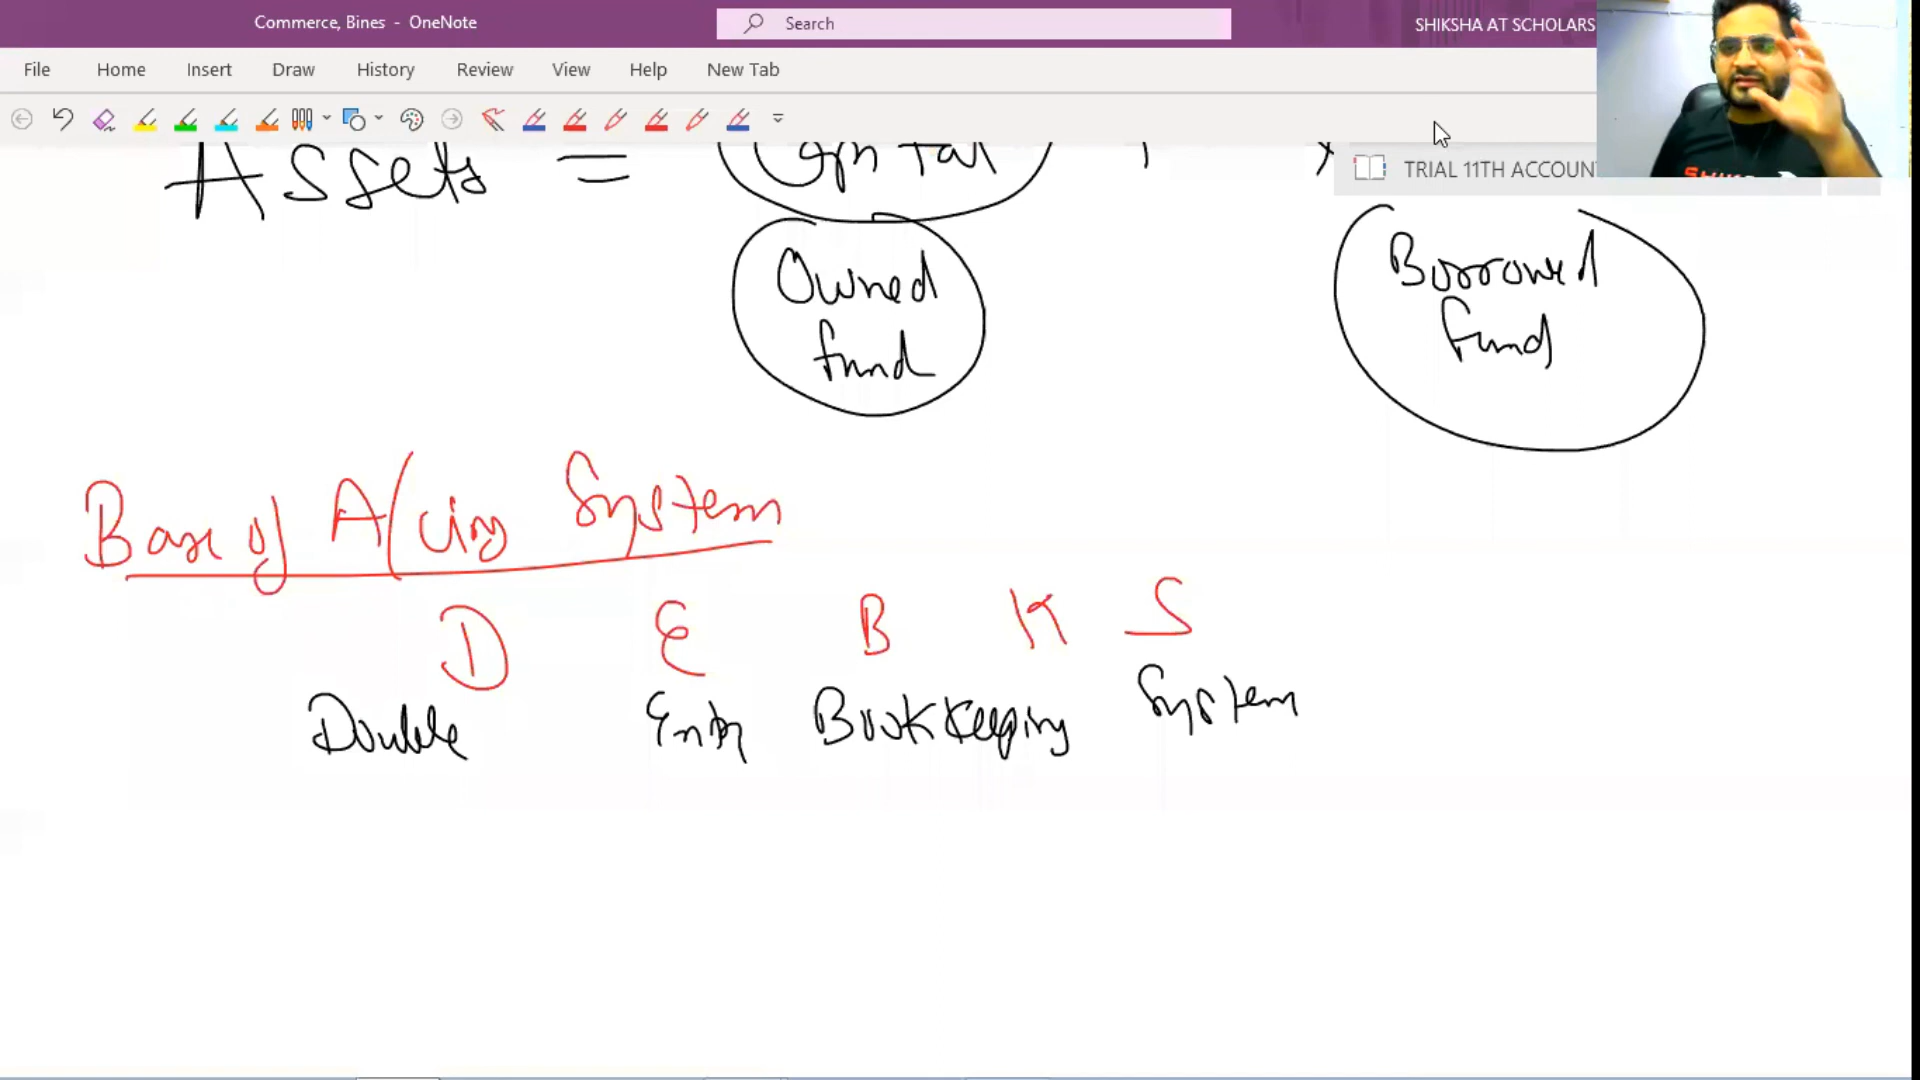 Commerce, Bines - OneNote
Search
SHIKSHA AT SCHOLARS
File Home Insert Draw History Review View Help New Tab
TRIAL 11TH ACCOUN
Assets = Capital +
Owned
fund
Borrowed
fund
Base of A/cing System
D E B K S
Double Entry Bookkeeping System